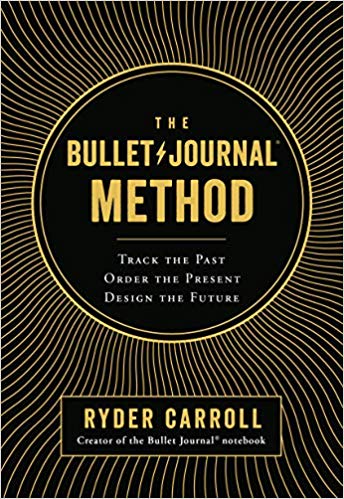 THE
BULLET⚡JOURNAL®
METHOD
TRACK THE PAST
ORDER THE PRESENT
DESIGN THE FUTURE
RYDER CARROLL
Creator of the Bullet Journal® notebook